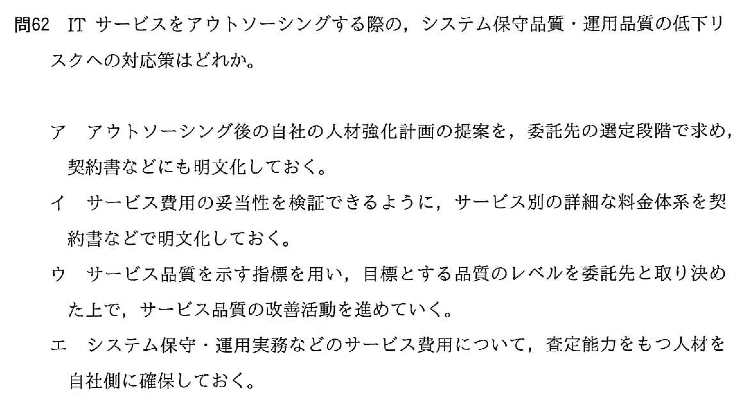 問62 IT サービスをアウトソーシングする際の，システム保守品質・運用品質の低下リ
スクへの対応策はどれか。
ア アウトソーシング後の自社の人材強化計画の提案を，委託先の選定段階で求め，
契約書などにも明文化しておく。
イ サービス費用の妥当性を検証できるように，サービス別の詳細な料金体系を契
約書などで明文化しておく。
ウ サービス品質を示す指標を用い，目標とする品質のレベルを委託先と取り決め
た上で，サービス品質の改善活動を進めていく。
エ システム保守・運用実務などのサービス費用について，査定能力をもつ人材を
自社側に確保しておく。